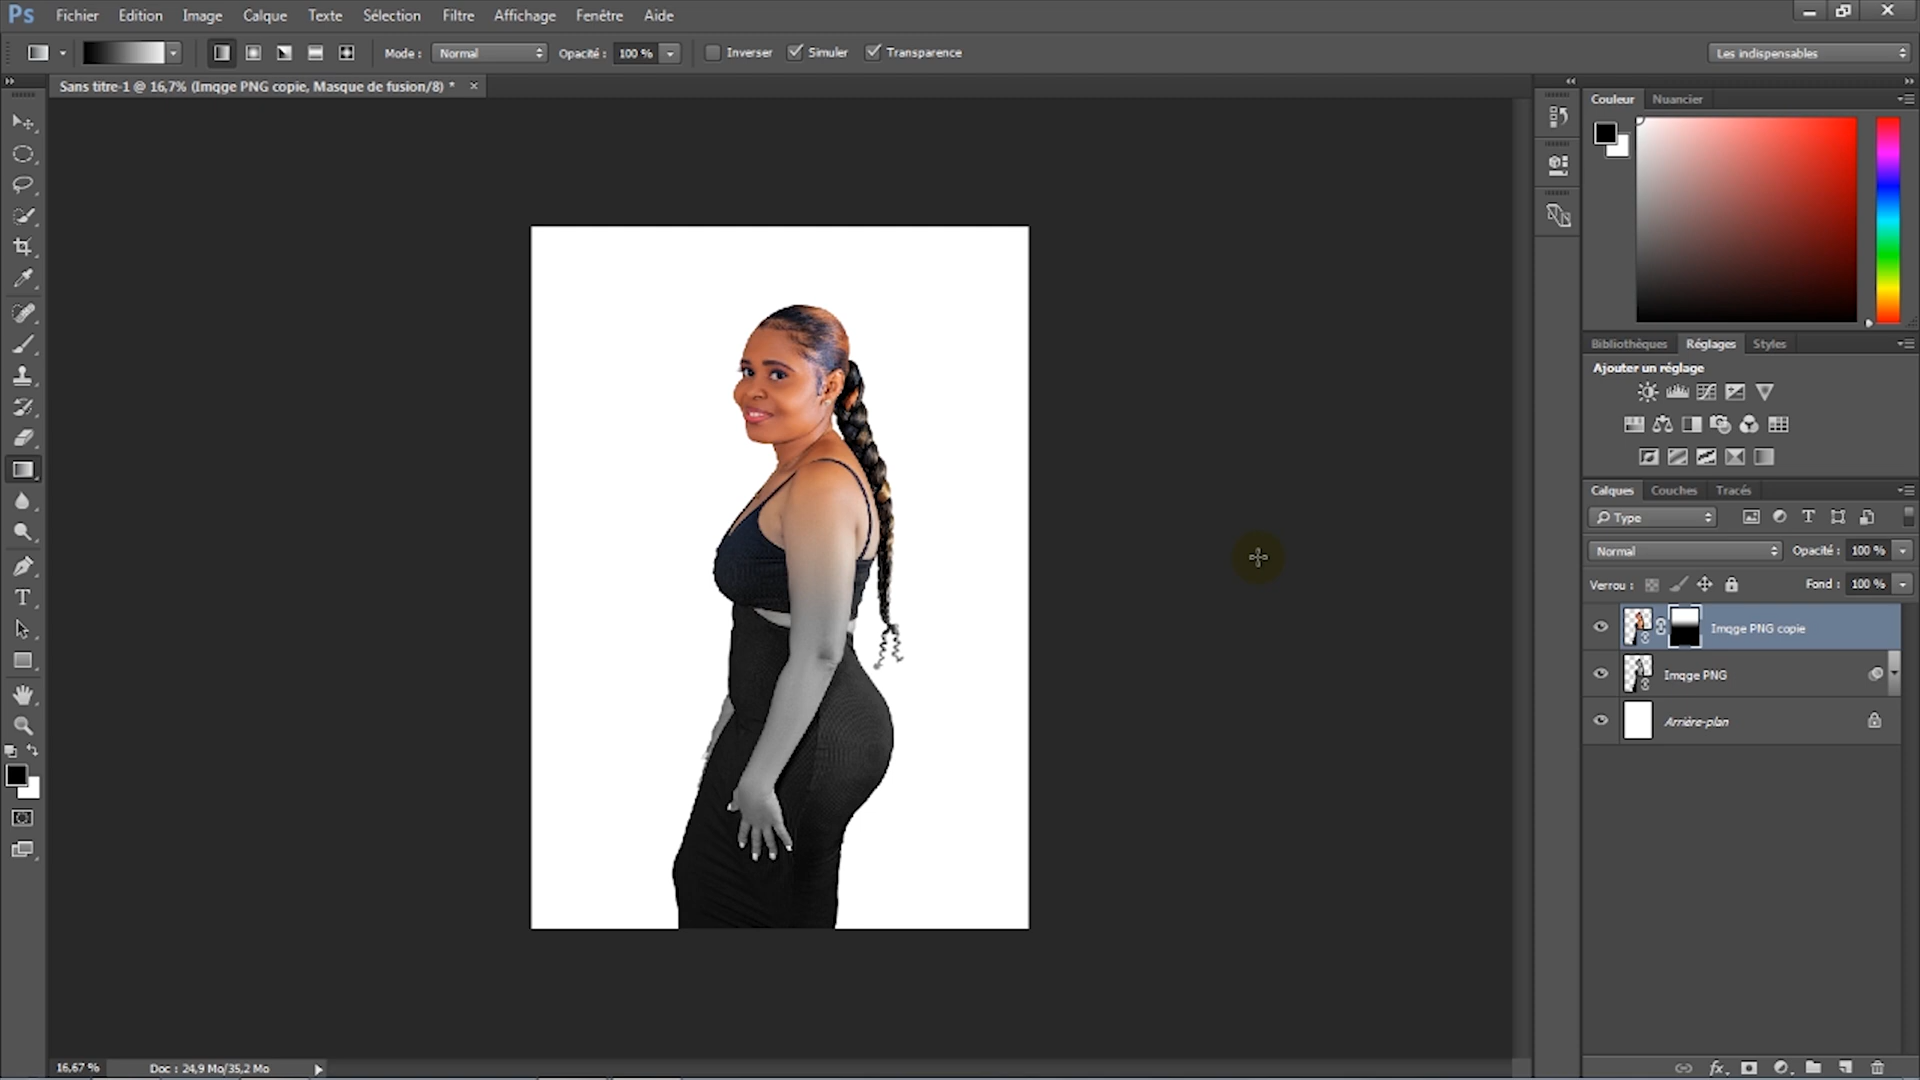 Ps Fichier Edition Image Calque Texte Sélection Filtre Affichage Fenêtre Aide
Mode : Normal Opacité : 100 % Inverser Simuler Transparence Les indispensables
Sans titre-1 @ 16,7% (Imqge PNG copie, Masque de fusion/8) * ×
Couleur Nuancier
Bibliothèques Réglages Styles
Ajouter un réglage
Calques Couches Tracés
Type
Normal Opacité : 100 %
Verrou : Fond : 100 %
Imqge PNG copie
Imqge PNG
Arrière-plan
16,67 % Doc : 24,9 Mo/35,2 Mo